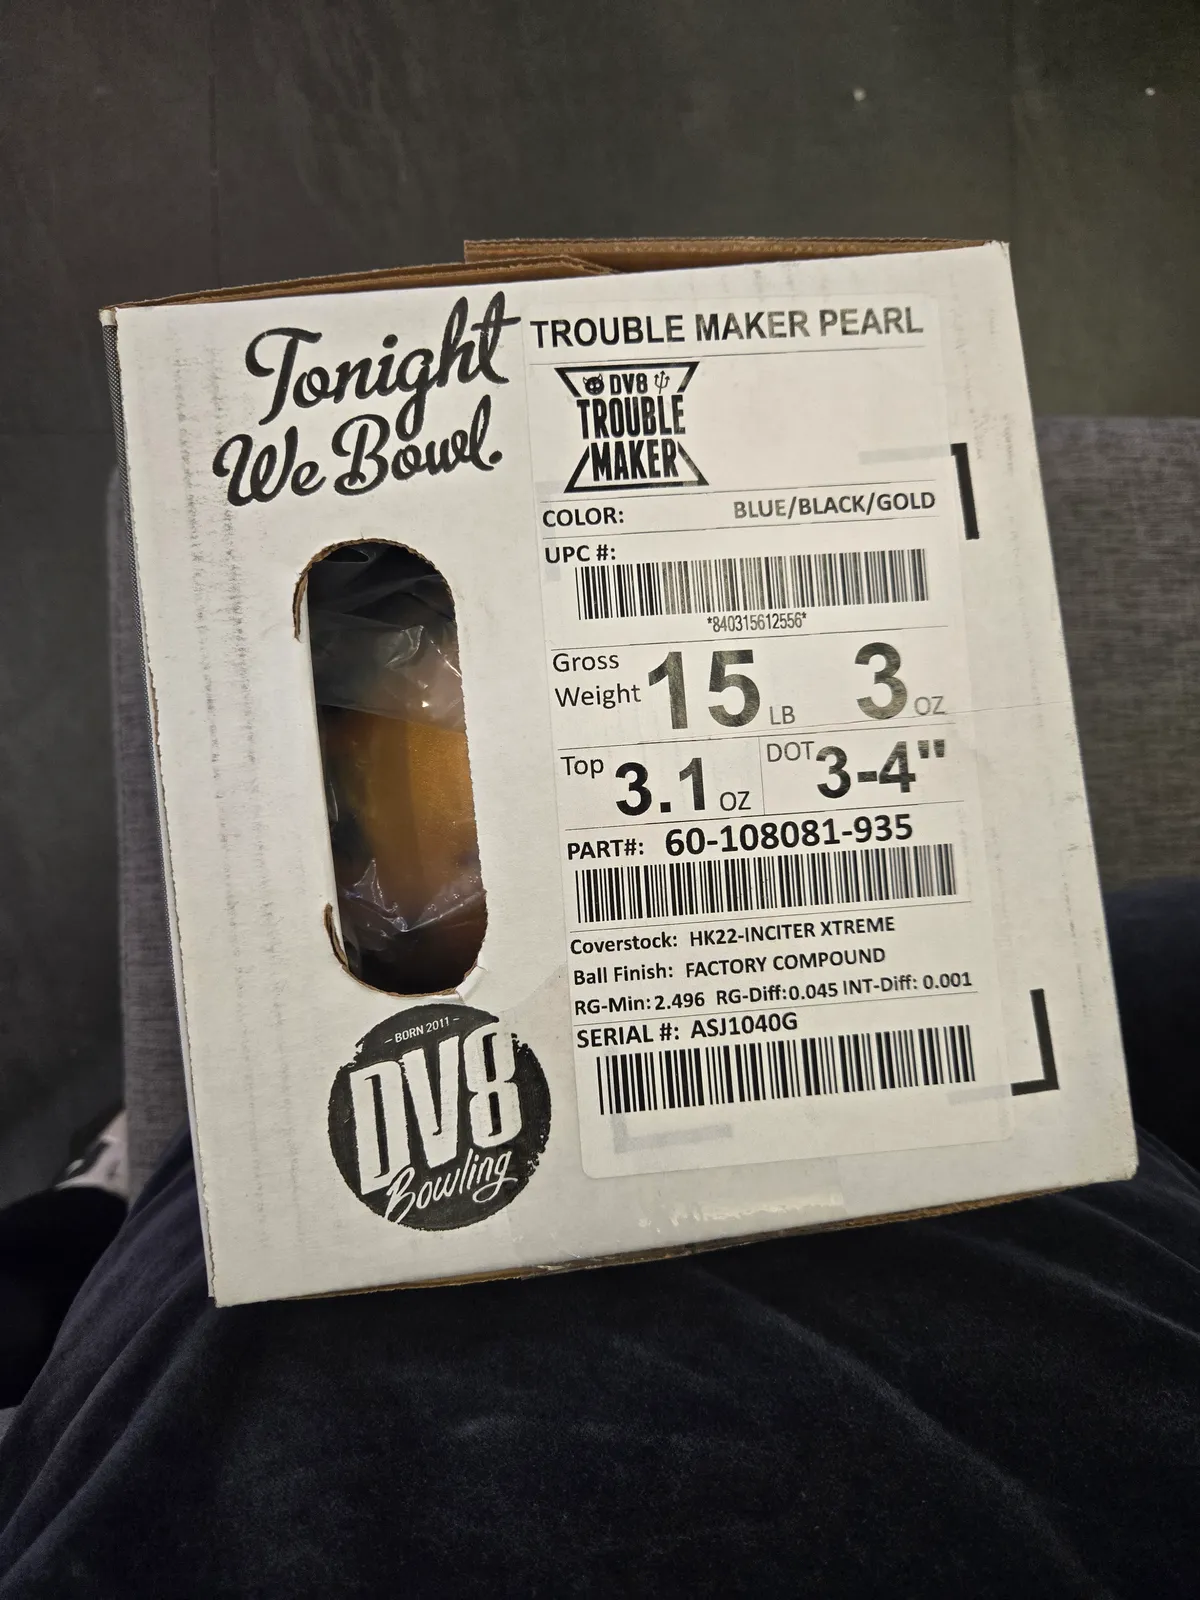 Tonight
We Bowl.
TROUBLE MAKER PEARL
DV8
TROUBLE
MAKER
COLOR: BLUE/BLACK/GOLD
UPC #:
*840315612556*
Gross Weight 15 LB 3 OZ
Top 3.1 OZ DOT 3-4"
PART#: 60-108081-935
Coverstock: HK22-INCITER XTREME
Ball Finish: FACTORY COMPOUND
RG-Min: 2.496 RG-Diff:0.045 INT-Diff: 0.001
SERIAL #: ASJ1040G
– BORN 2011 –
DV8
Bowling